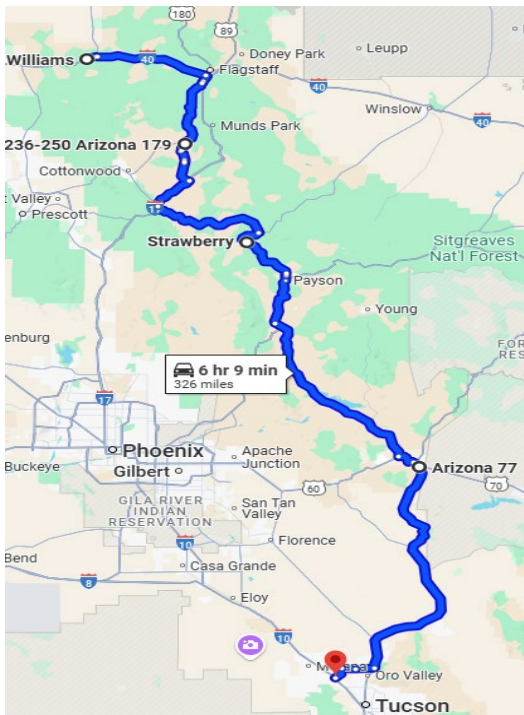 180
89
Doney Park
Leupp
Williams
40
Flagstaff
40
Winslow
40
Munds Park
236-250 Arizona 179
Cottonwood
Valley
Prescott
17
Strawberry
Sitgreaves
Nat'l Forest
Payson
Young
enburg
FOR
RES
6 hr 9 min
326 miles
17
Phoenix
Apache
Junction
Gilbert
Buckeye
Arizona 77
60
70
GILA RIVER
INDIAN
RESERVATION
San Tan
Valley
10
Florence
Bend
Casa Grande
8
Eloy
10
Oro Valley
Tucson